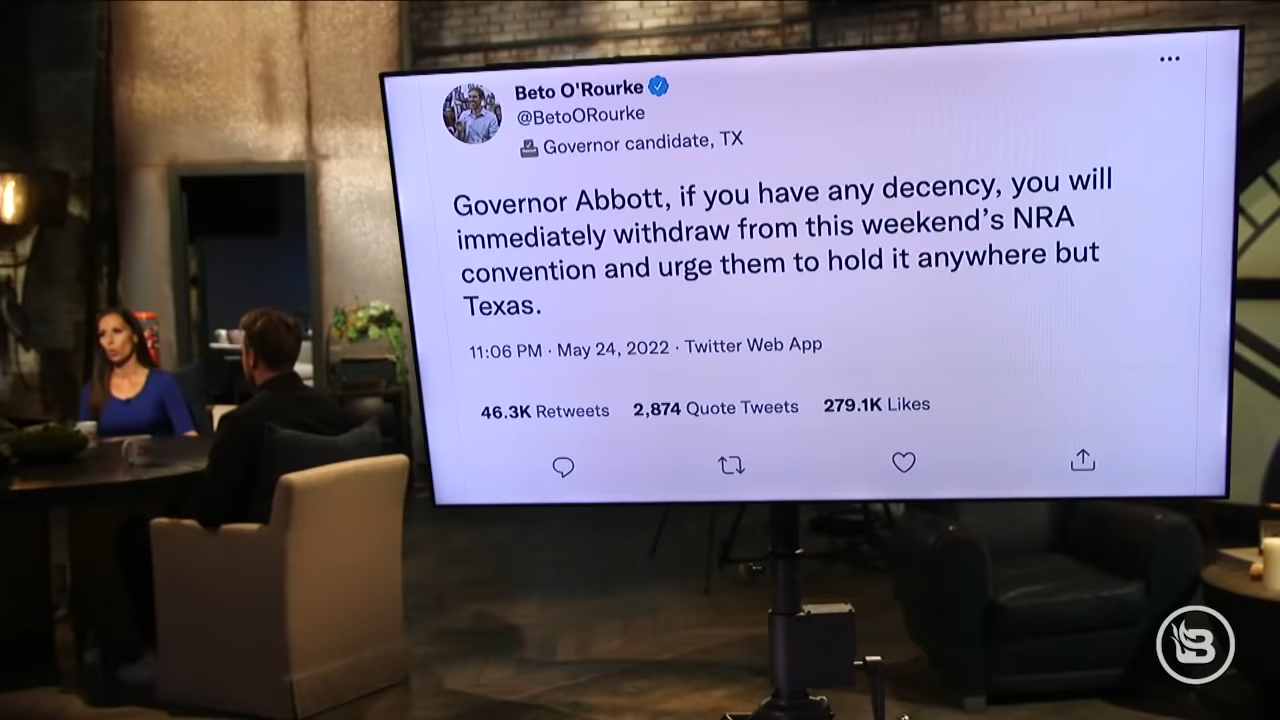 Beto O'Rourke
@BetoORourke
Governor candidate, TX
Governor Abbott, if you have any decency, you will
immediately withdraw from this weekend’s NRA
convention and urge them to hold it anywhere but
Texas.
11:06 PM · May 24, 2022 · Twitter Web App
46.3K Retweets 2,874 Quote Tweets 279.1K Likes
B